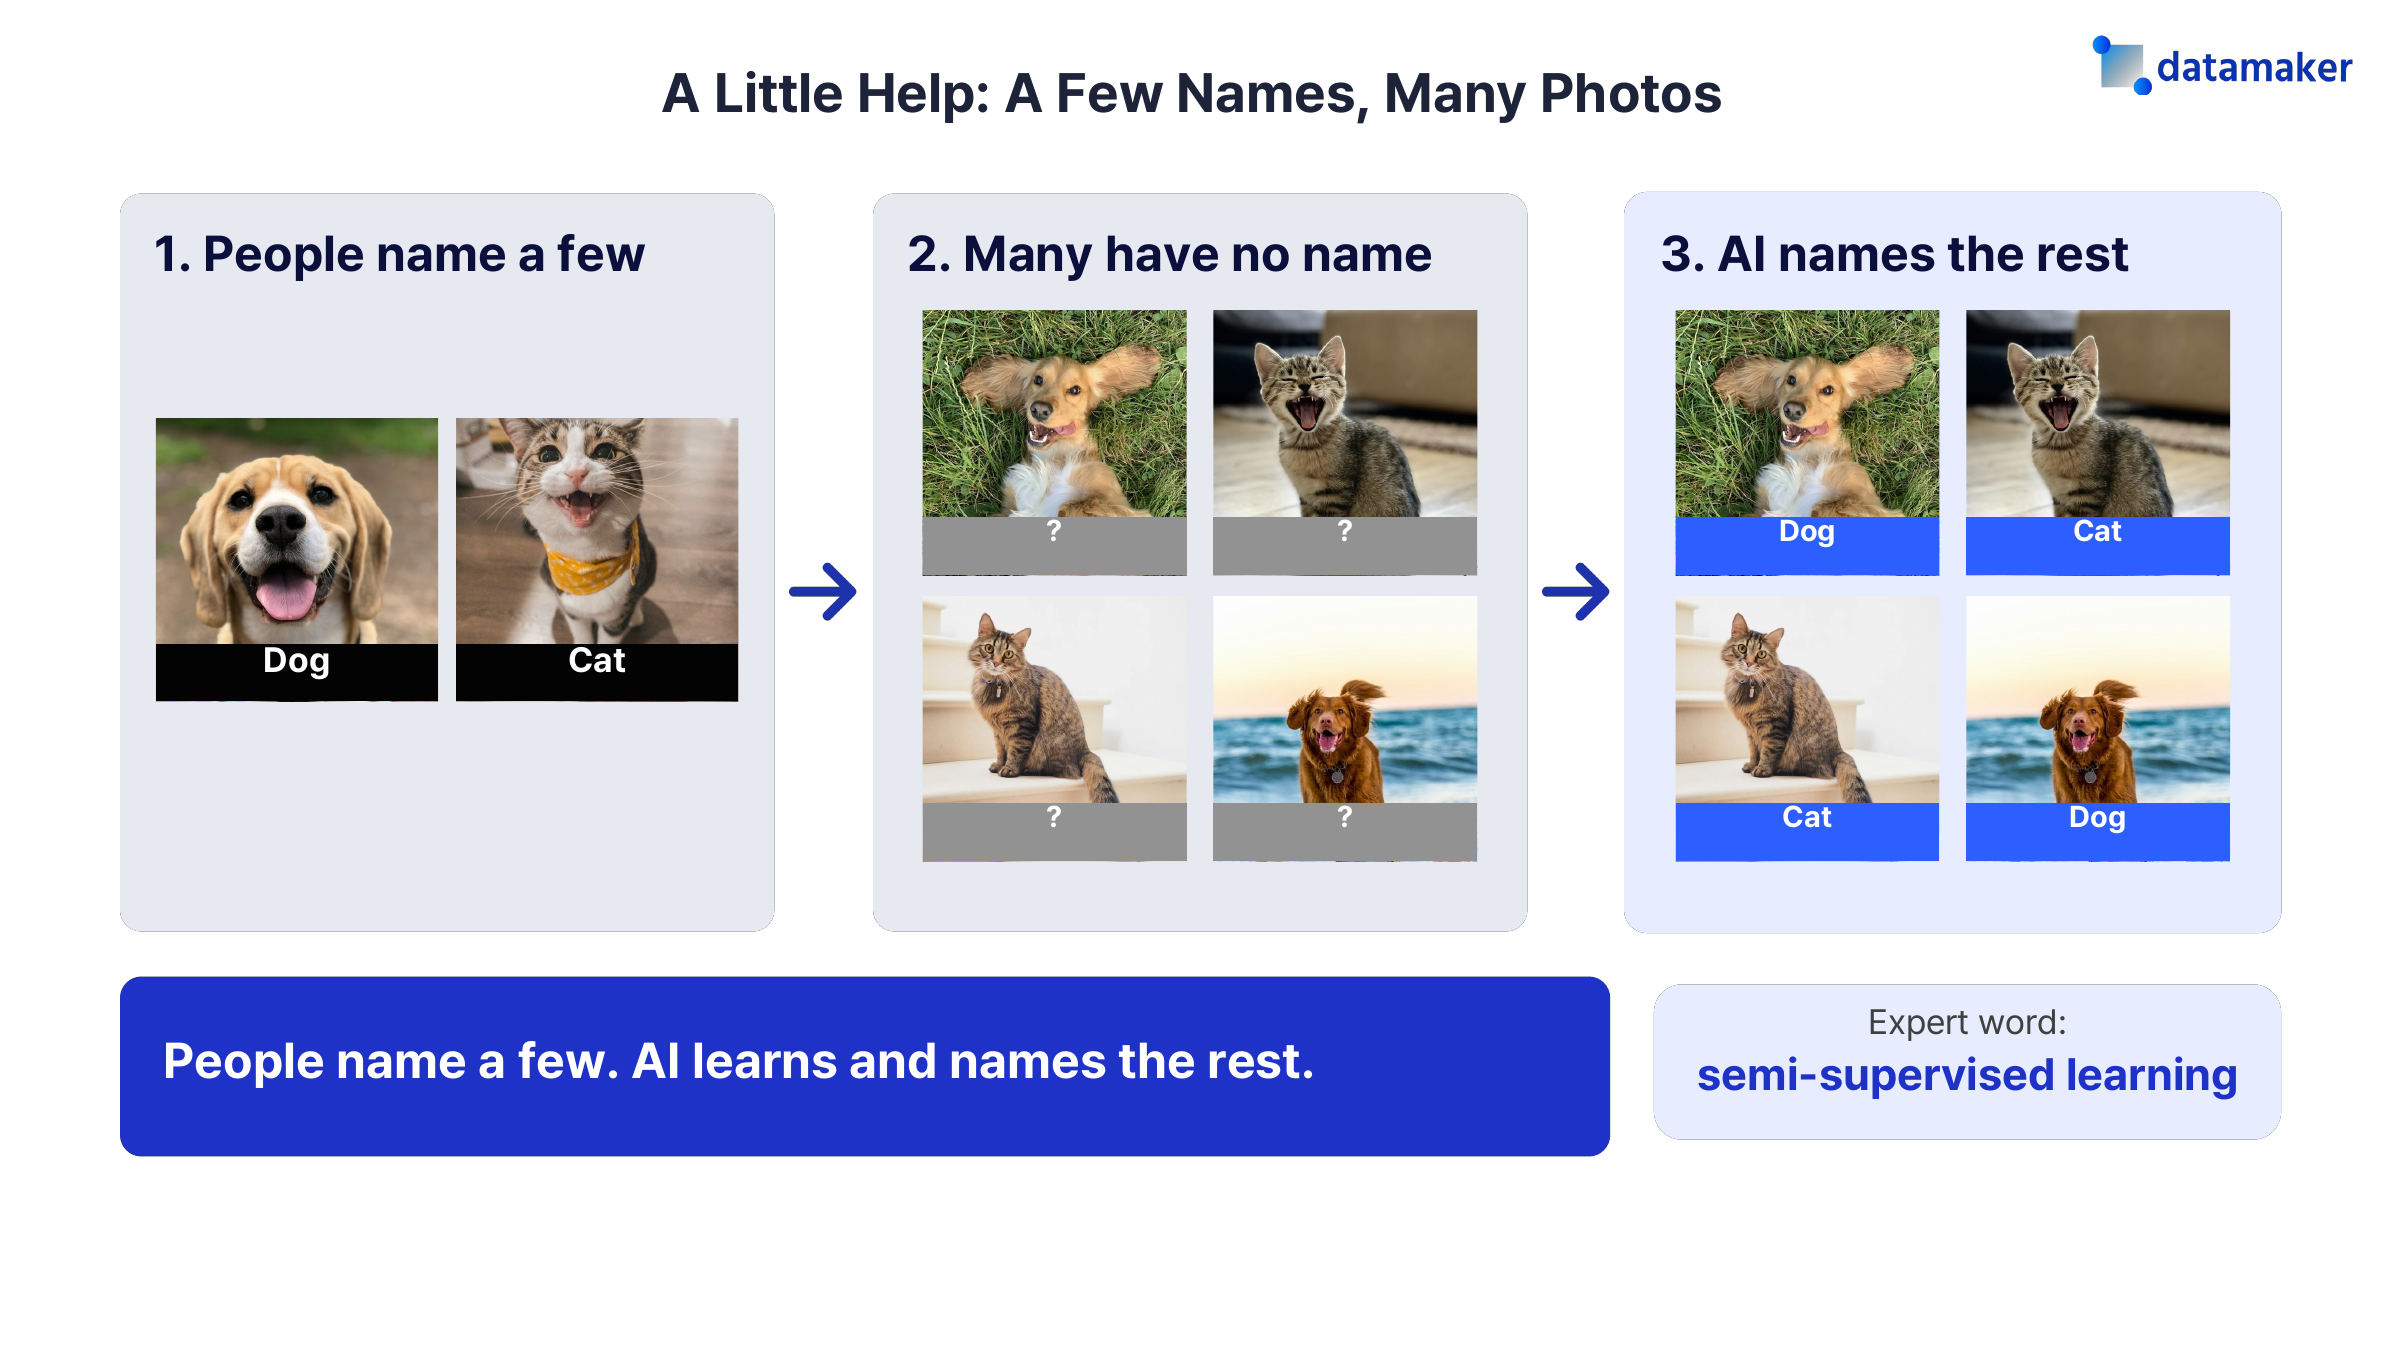 datamaker
A Little Help: A Few Names, Many Photos
1. People name a few
Dog
Cat
2. Many have no name
?
?
?
?
3. AI names the rest
Dog
Cat
Cat
Dog
People name a few. AI learns and names the rest.
Expert word:
semi-supervised learning